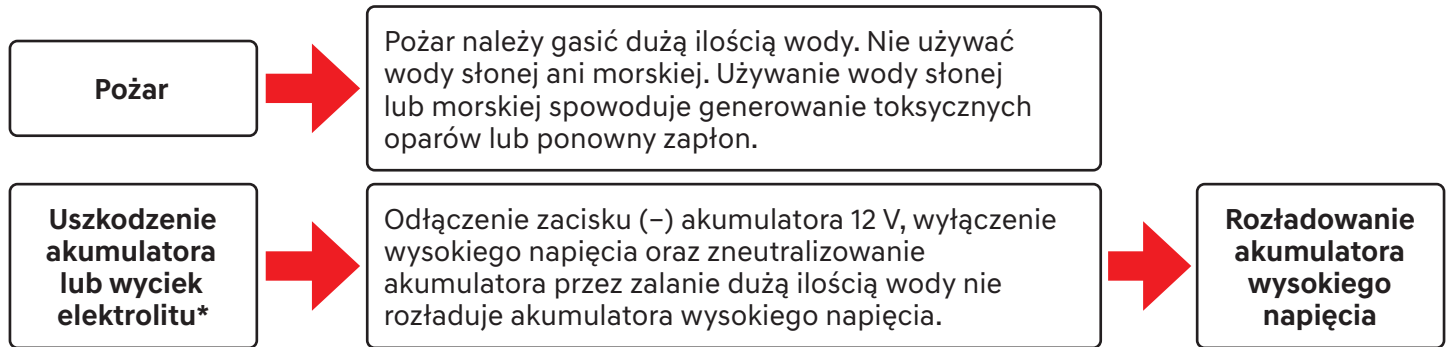 Pożar
Pożar należy gasić dużą ilością wody. Nie używać
wody słonej ani morskiej. Używanie wody słonej
lub morskiej spowoduje generowanie toksycznych
oparów lub ponowny zapłon.
Uszkodzenie
akumulatora
lub wyciek
elektrolitu*
Odłączenie zacisku (–) akumulatora 12 V, wyłączenie
wysokiego napięcia oraz zneutralizowanie
akumulatora przez zalanie dużą ilością wody nie
rozładuje akumulatora wysokiego napięcia.
Rozładowanie
akumulatora
wysokiego
napięcia